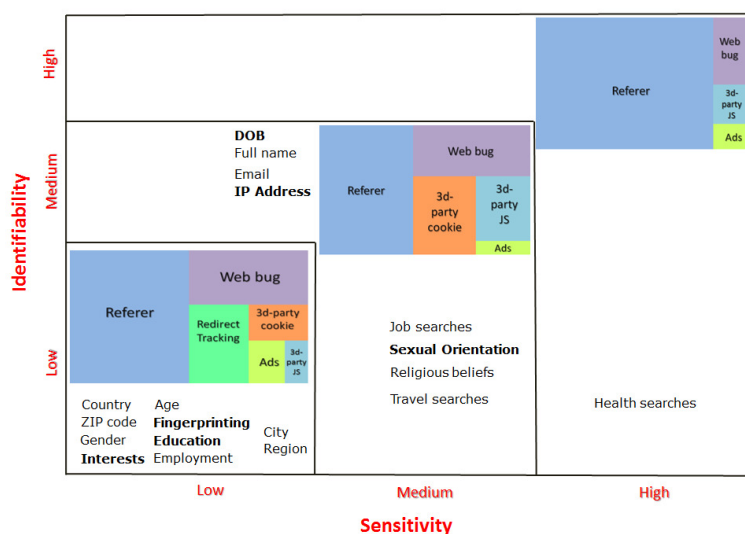 High
Referer
Web bug
3d-party JS
Ads
Identifiability
Medium
DOB
Full name
Email
IP Address
Referer
Web bug
3d-party cookie
3d-party JS
Ads
Low
Referer
Web bug
Redirect Tracking
3d-party cookie
Ads
3d-party JS
Country
ZIP code
Gender
Interests
Age
Fingerprinting
Education
Employment
City
Region
Job searches
Sexual Orientation
Religious beliefs
Travel searches
Health searches
Low
Medium
High
Sensitivity